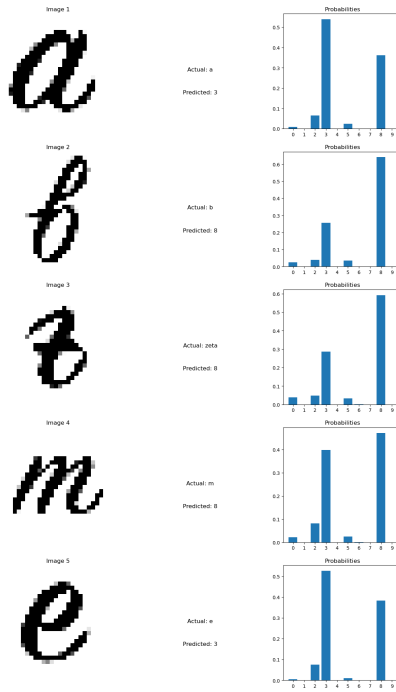 Image 1
Probabilities
a
Actual: a
Predicted: 3
0.5
0.4
0.3
0.2
0.1
0.0
0 1 2 3 4 5 6 7 8 9
Image 2
Probabilities
b
Actual: b
Predicted: 8
0.6
0.5
0.4
0.3
0.2
0.1
0.0
0 1 2 3 4 5 6 7 8 9
Image 3
Probabilities
Actual: zeta
Predicted: 8
0.6
0.5
0.4
0.3
0.2
0.1
0.0
0 1 2 3 4 5 6 7 8 9
Image 4
Probabilities
m
Actual: m
Predicted: 8
0.4
0.3
0.2
0.1
0.0
0 1 2 3 4 5 6 7 8 9
Image 5
Probabilities
e
Actual: e
Predicted: 3
0.5
0.4
0.3
0.2
0.1
0.0
0 1 2 3 4 5 6 7 8 9